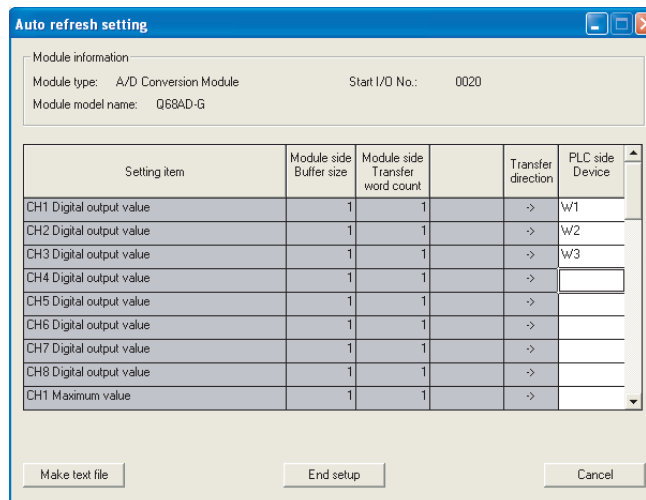 Auto refresh setting
Module information
Module type: A/D Conversion Module Start I/O No.: 0020
Module model name: Q68AD-G
Setting item Module side Buffer size Module side Transfer word count Transfer direction PLC side Device
CH1 Digital output value 1 1 -> W1
CH2 Digital output value 1 1 -> W2
CH3 Digital output value 1 1 -> W3
CH4 Digital output value 1 1 ->
CH5 Digital output value 1 1 ->
CH6 Digital output value 1 1 ->
CH7 Digital output value 1 1 ->
CH8 Digital output value 1 1 ->
CH1 Maximum value 1 1 ->
Make text file End setup Cancel